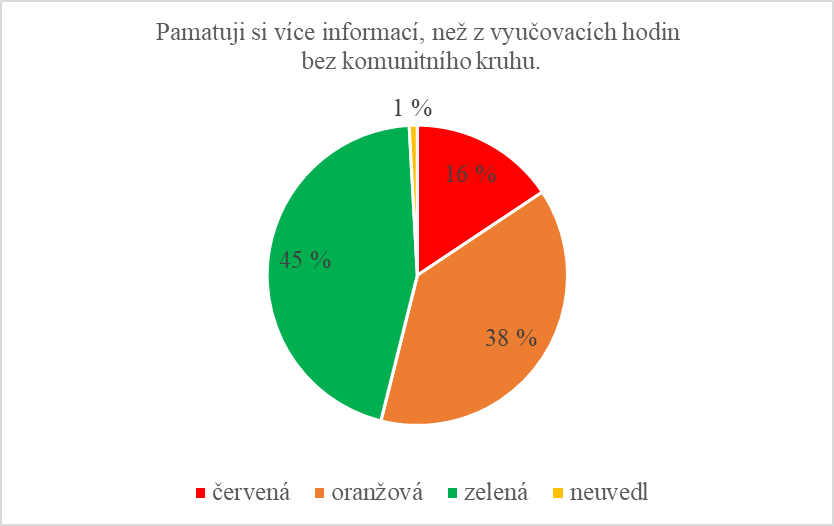 Pamatuji si více informací, než z vyučovacích hodin
bez komunitního kruhu.
1 %
16 %
45 %
38 %
červená
oranžová
zelená
neuvedl